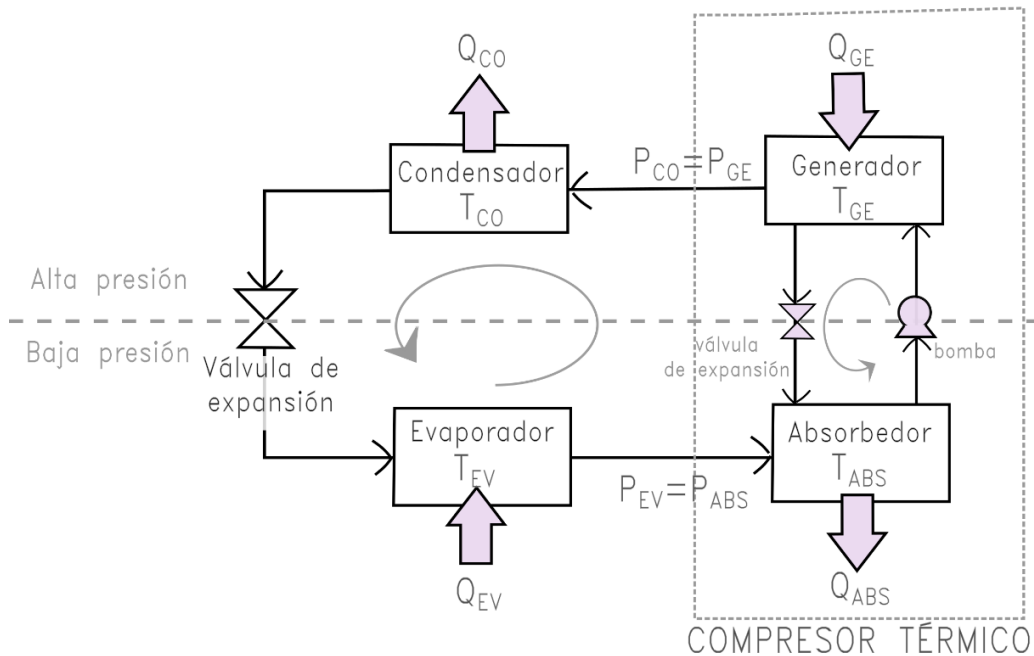 Q_CO
Q_GE
Condensador
T_CO
P_CO=P_GE
Generador
T_GE
Alta presión
Baja presión
Válvula de
expansión
válvula
de expansión
bomba
Evaporador
T_EV
P_EV=P_ABS
Absorbedor
T_ABS
Q_EV
Q_ABS
COMPRESOR TÉRMICO